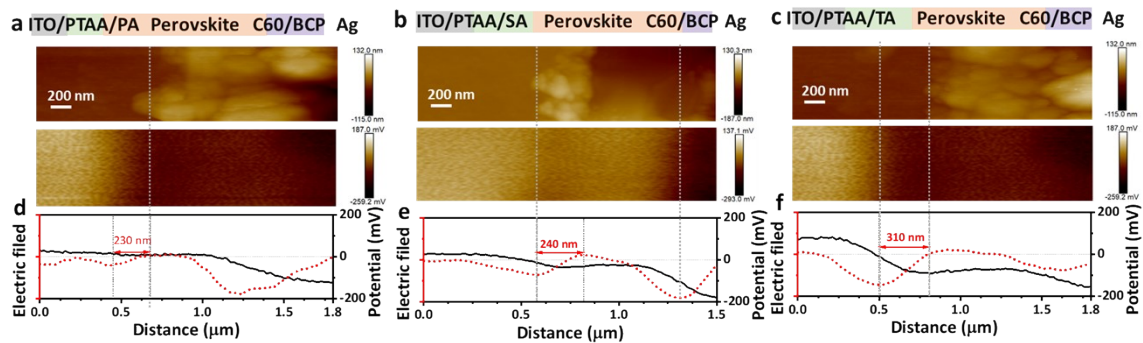 a ITO/PTAA/PA Perovskite C60/BCP Ag
200 nm
132.0 nm
-115.0 nm
187.0 mV
-259.2 mV
b ITO/PTAA/SA Perovskite C60/BCP Ag
200 nm
130.3 nm
-187.0 nm
137.1 mV
-293.0 mV
c ITO/PTAA/TA Perovskite C60/BCP Ag
200 nm
132.0 nm
-115.0 nm
187.0 mV
-259.2 mV
d
Electric filed
230 nm
200
0
-200
Potential (mV)
0.0 0.5 1.0 1.5 1.8
Distance (μm)
e
Electric filed
240 nm
200
0
-200
Potential (mV)
0.0 0.5 1.0 1.5
Distance (μm)
f
Electric filed
310 nm
200
0
-200
Potential (mV)
0.0 0.5 1.0 1.5 1.8
Distance (μm)